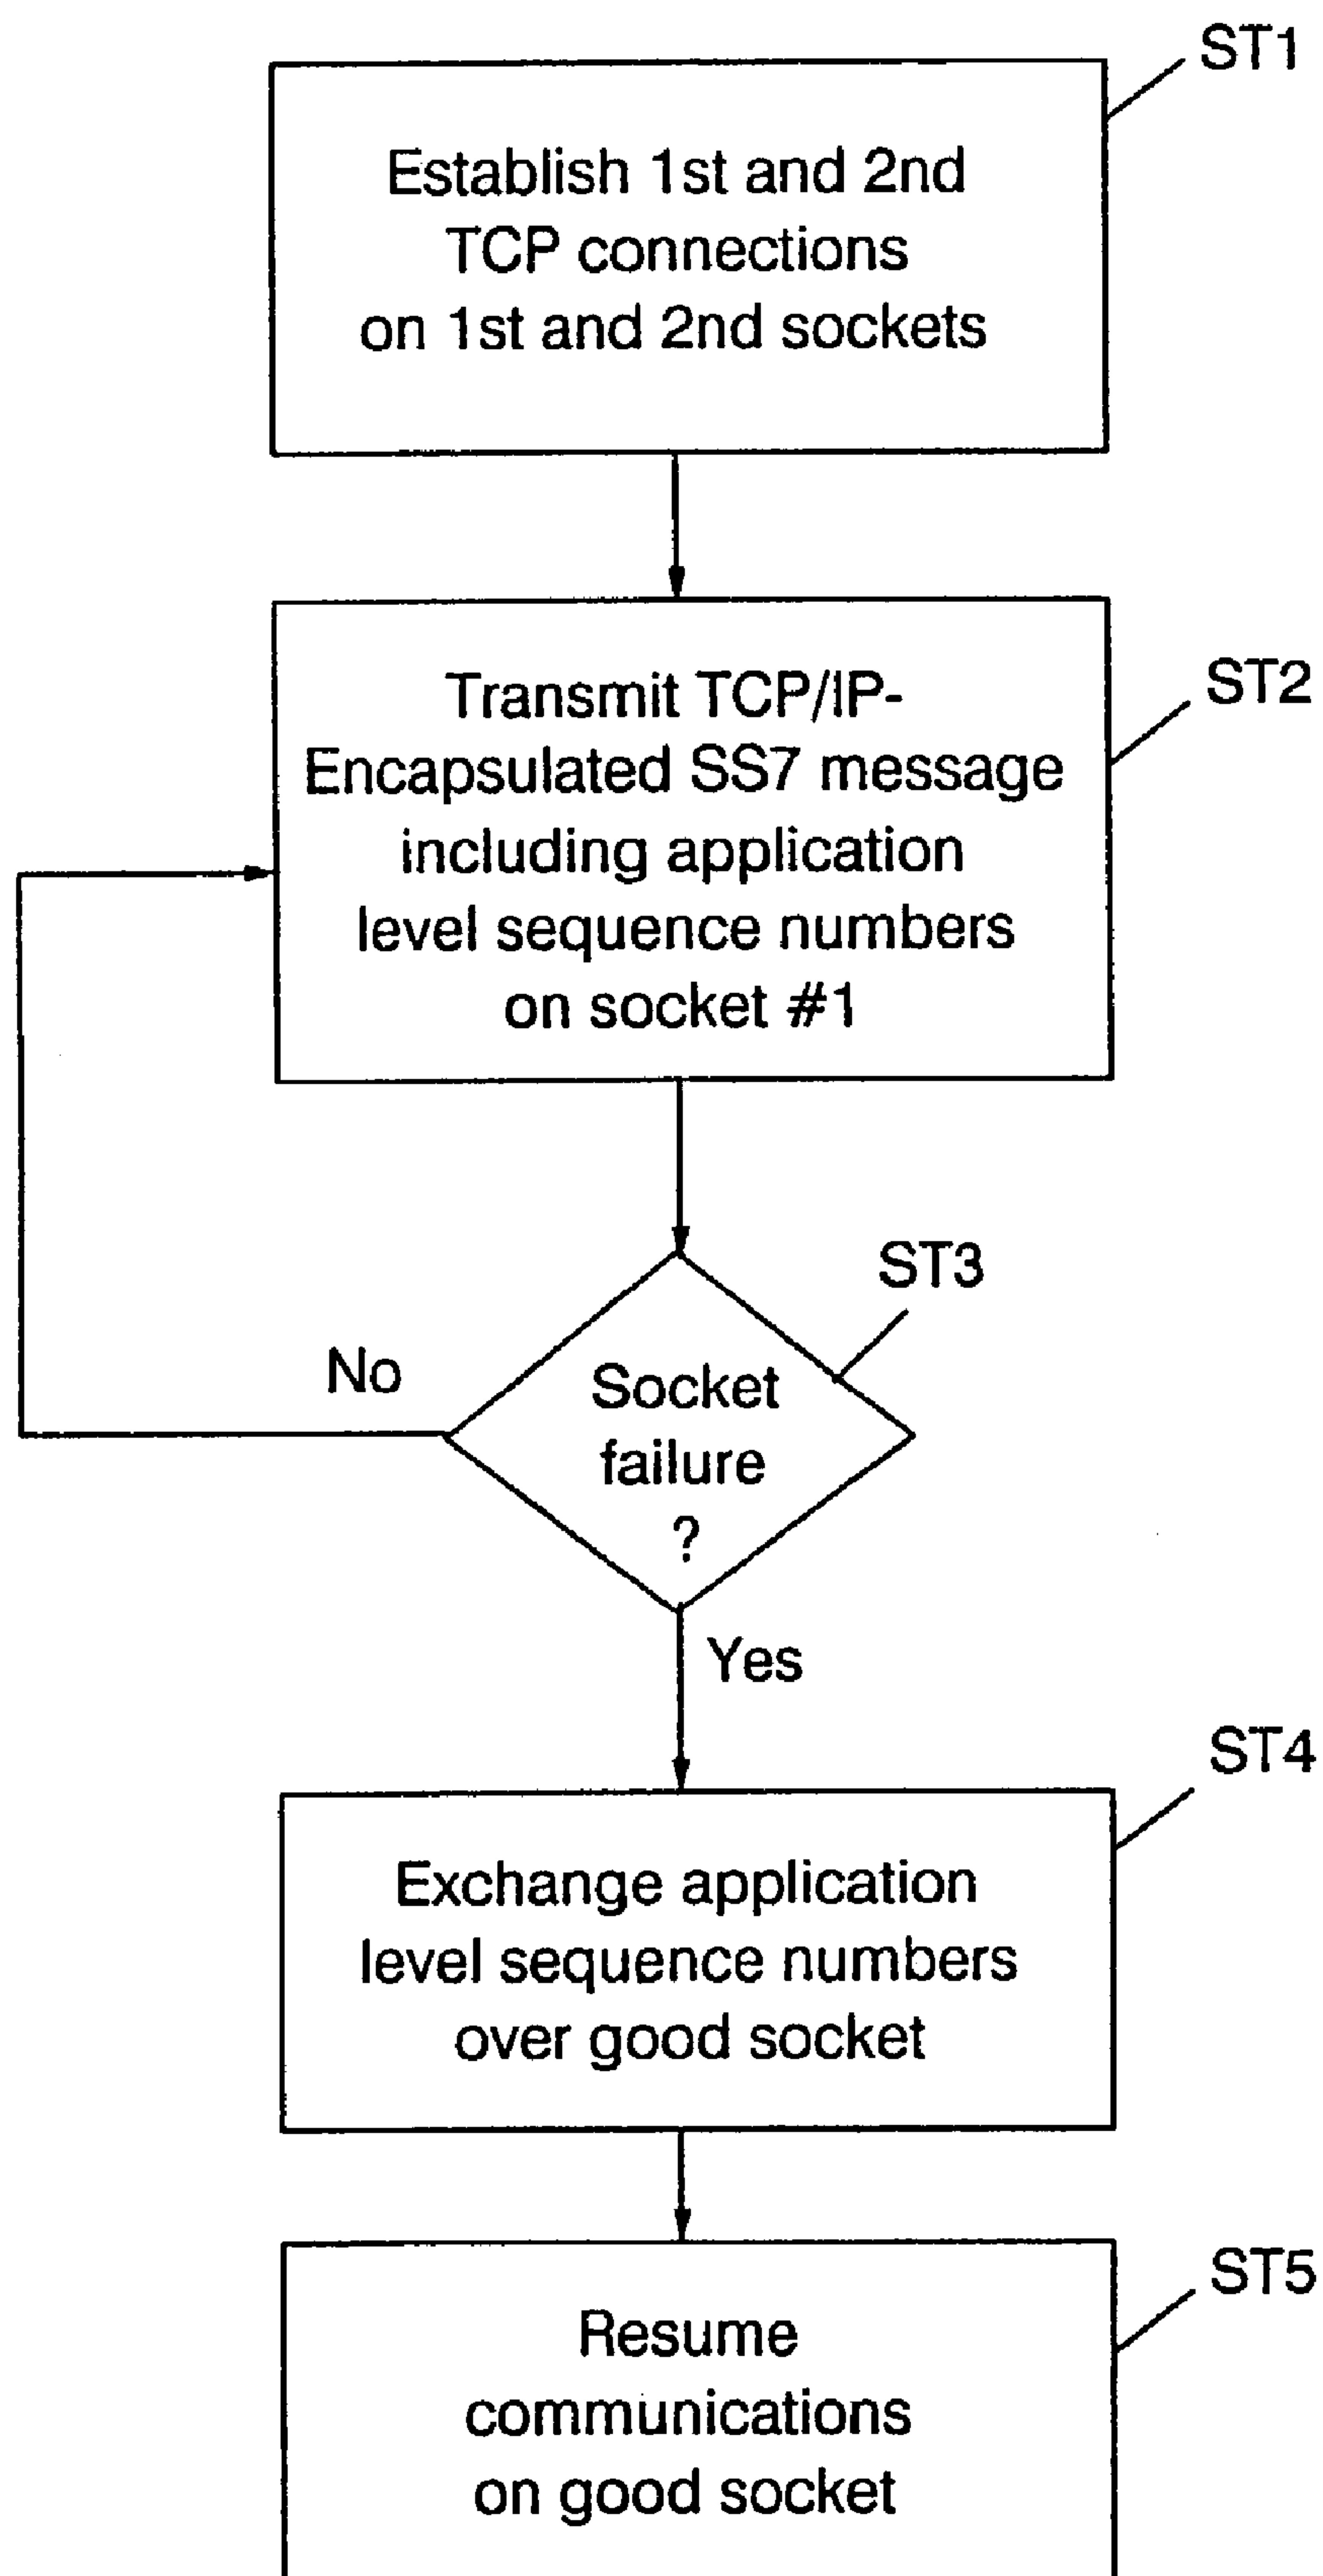 ST1
Establish 1st and 2nd
TCP connections
on 1st and 2nd sockets
ST2
Transmit TCP/IP-
Encapsulated SS7 message
including application
level sequence numbers
on socket #1
ST3
No
Socket
failure
?
Yes
ST4
Exchange application
level sequence numbers
over good socket
ST5
Resume
communications
on good socket